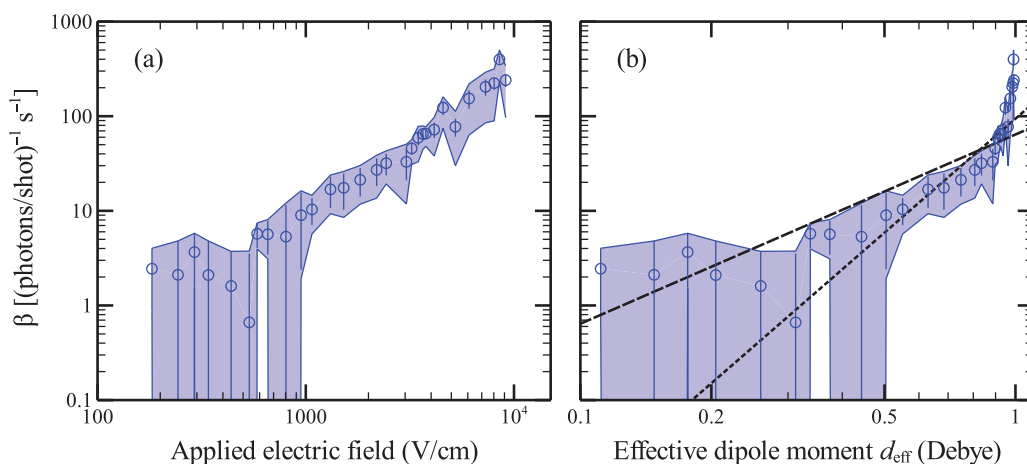 β [(photons/shot)⁻¹ s⁻¹]
1000
100
10
1
0.1
(a)
100
1000
10⁴
Applied electric field (V/cm)
(b)
0.1
0.2
0.5
1
Effective dipole moment d_eff (Debye)